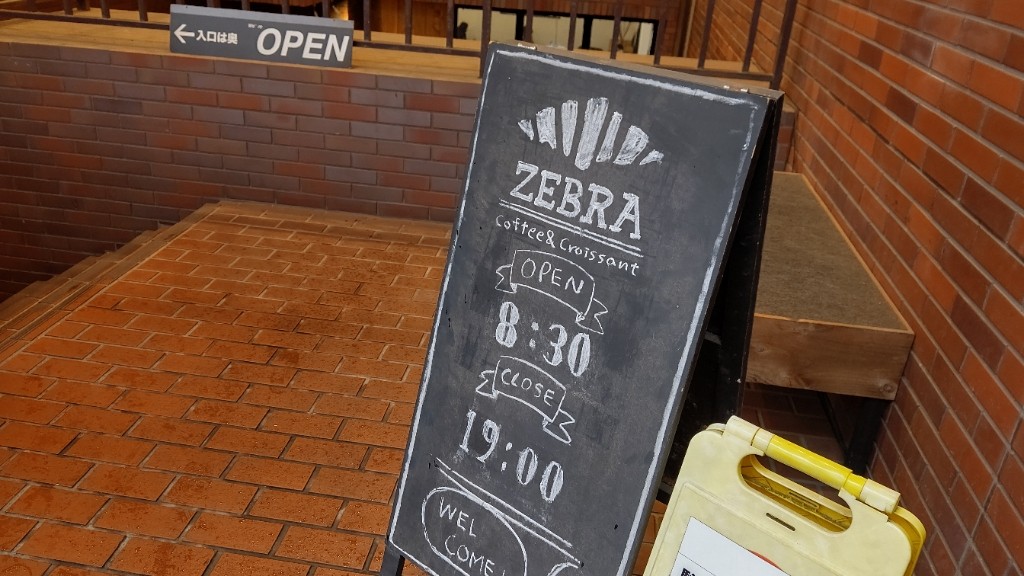 ←入口は奥 OPEN
ZEBRA
Coffee&Croissant
OPEN
8:30
CLOSE
19:00
WEL
COME!